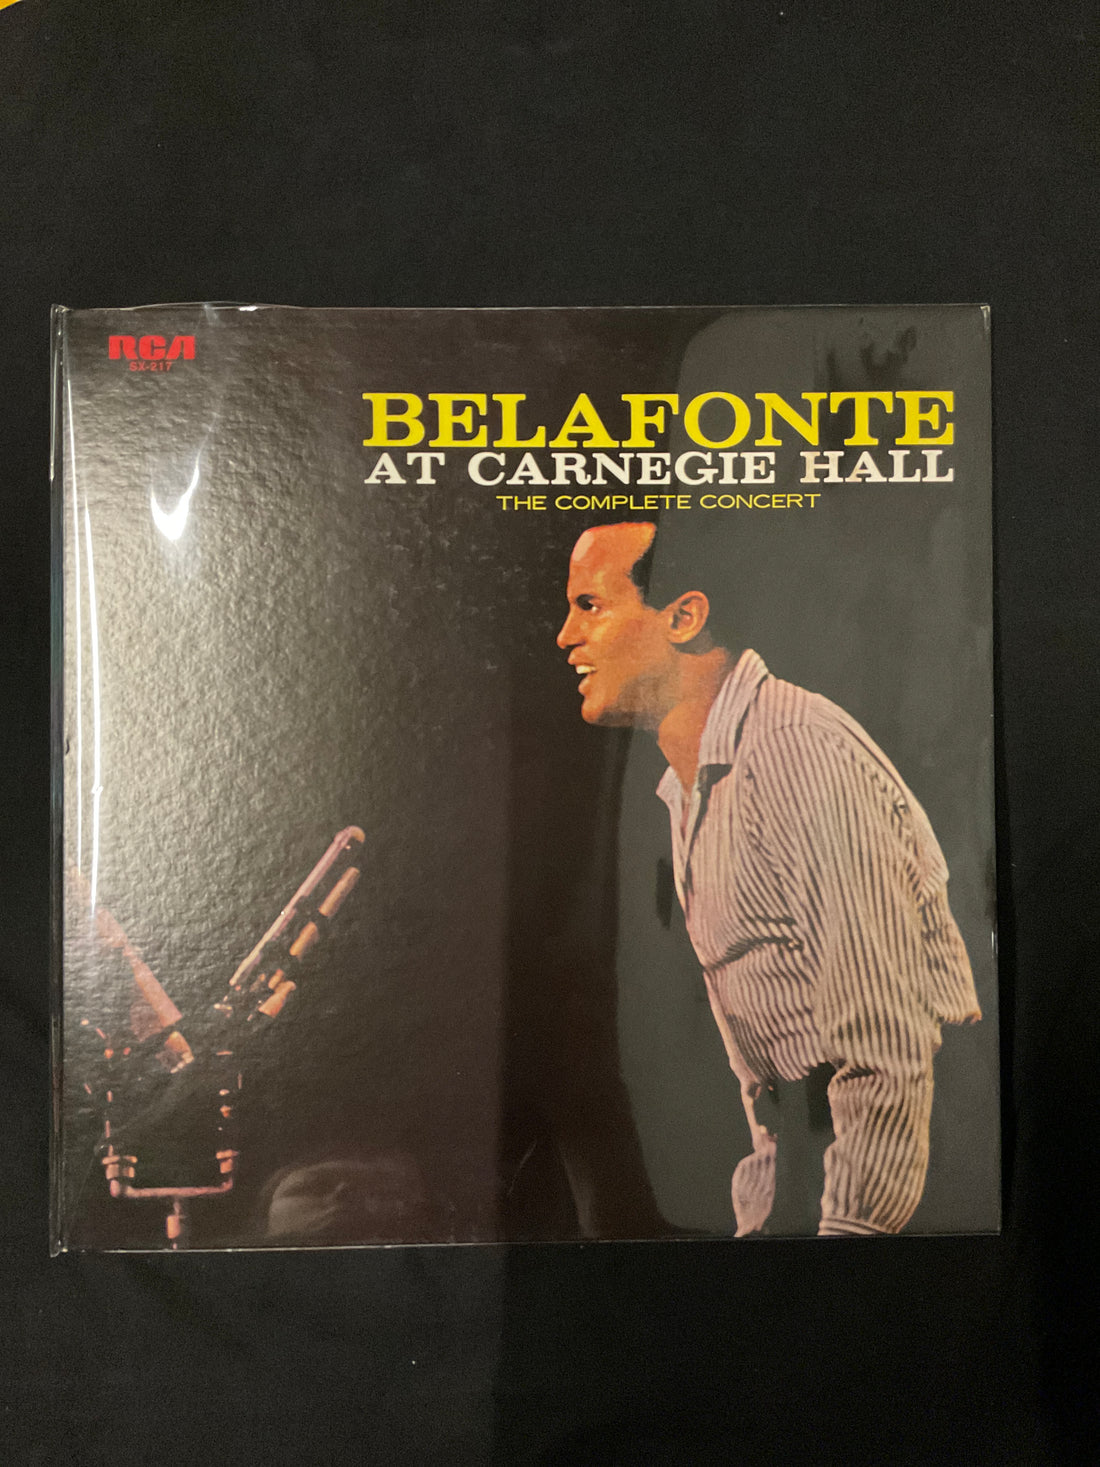 RCA
SX-217
BELAFONTE
AT CARNEGIE HALL
THE COMPLETE CONCERT